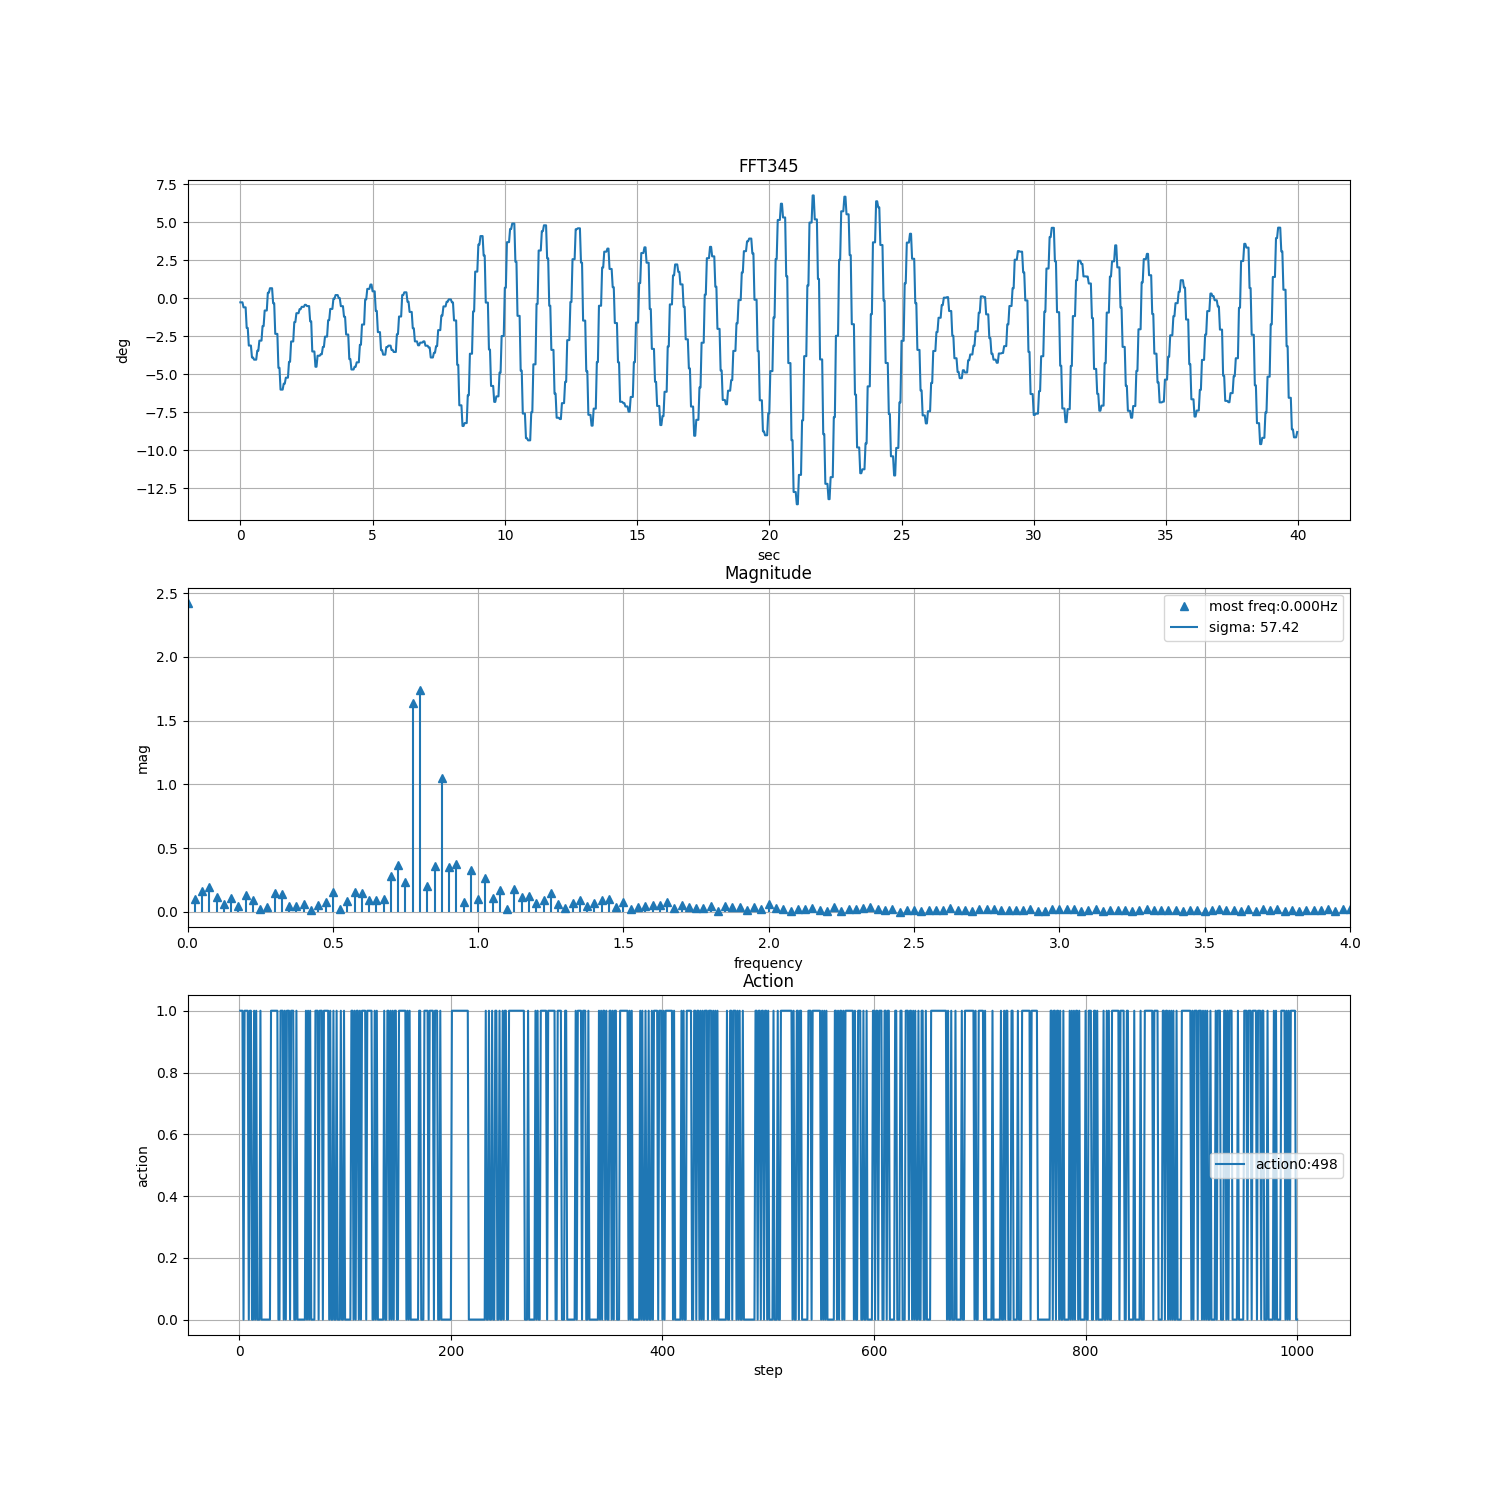 FFT345
7.5
5.0
2.5
0.0
−2.5
−5.0
−7.5
−10.0
−12.5
deg
0 5 10 15 20 25 30 35 40
sec
Magnitude
2.5
2.0
1.5
1.0
0.5
0.0
mag
most freq:0.000Hz
sigma: 57.42
0.0 0.5 1.0 1.5 2.0 2.5 3.0 3.5 4.0
frequency
Action
1.0
0.8
0.6
0.4
0.2
0.0
action
action0:498
0 200 400 600 800 1000
step